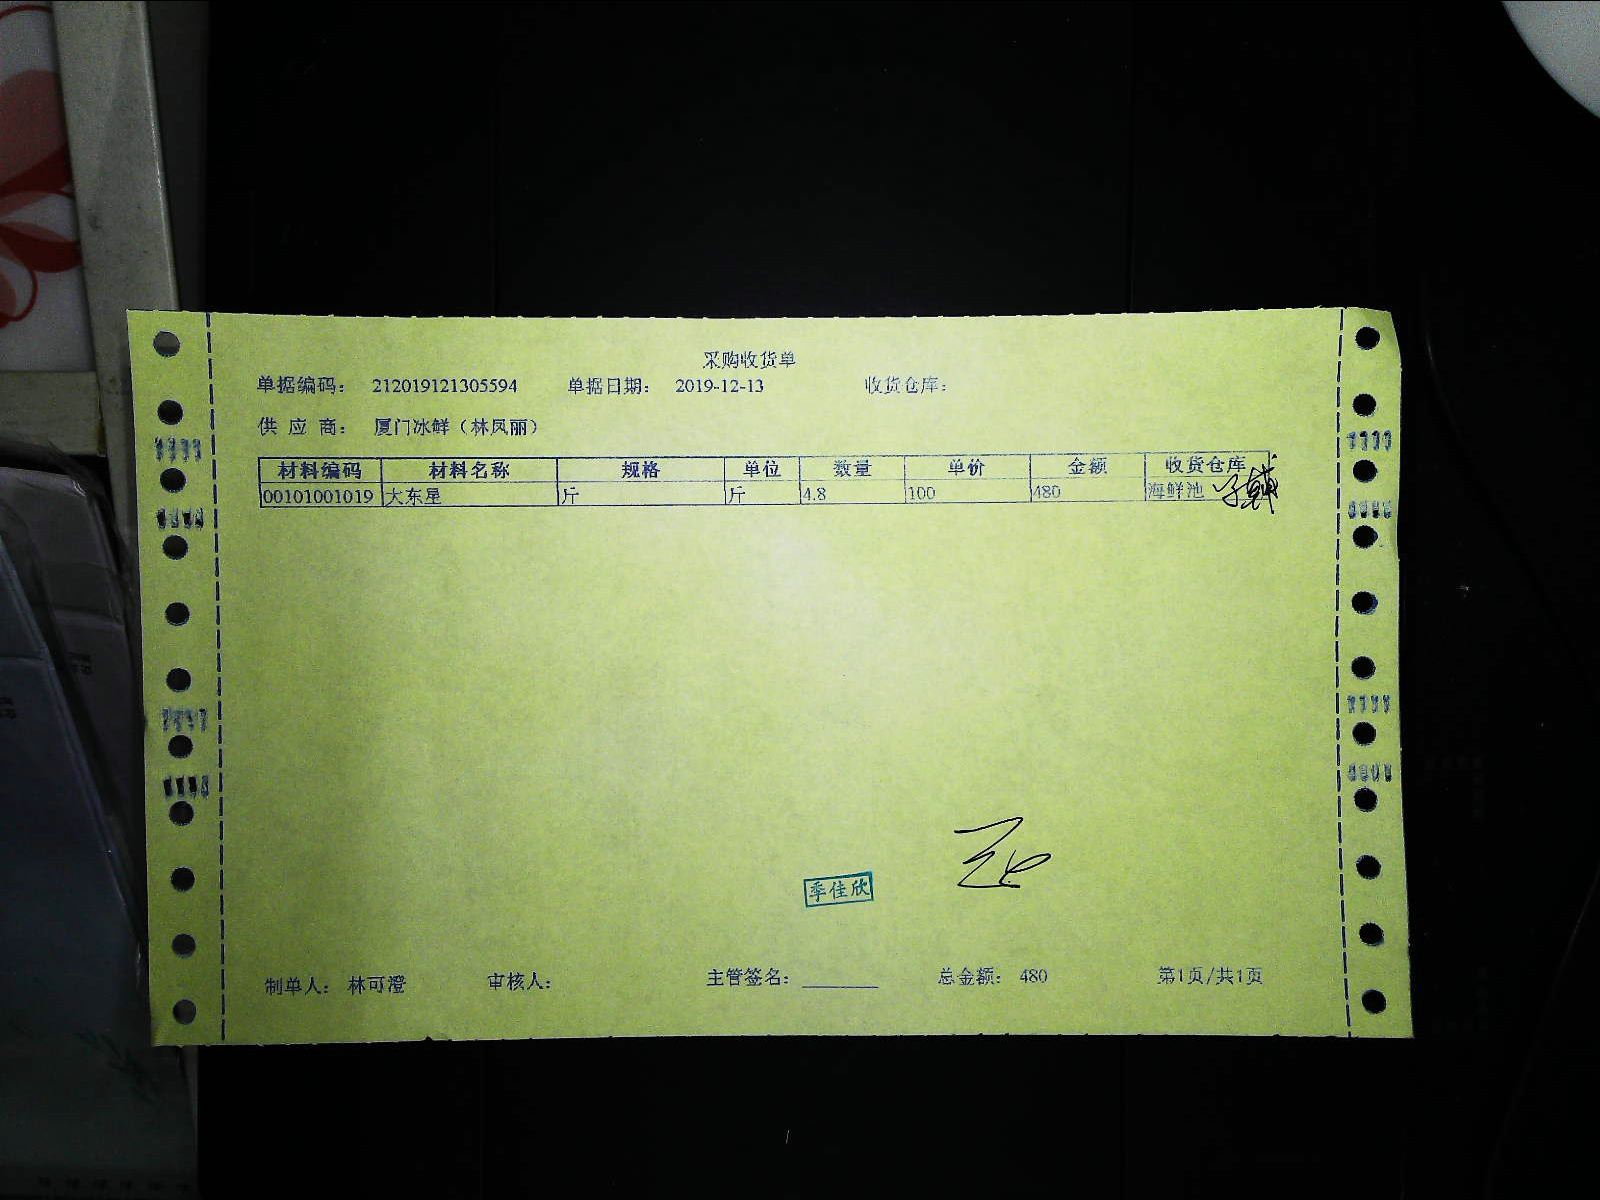 采购收货单
单据编码: 212019121305594 单据日期: 2019-12-13 收货仓库:
供 应 商: 厦门冰鲜（林凤丽）
材料编码 材料名称 规格 单位 数量 单价 金额 收货仓库
00101001019 大东星 斤 斤 4.8 100 480 海鲜池
季佳欣
制单人: 林可澄 审核人: 主管签名: ________ 总金额: 480 第1页/共1页